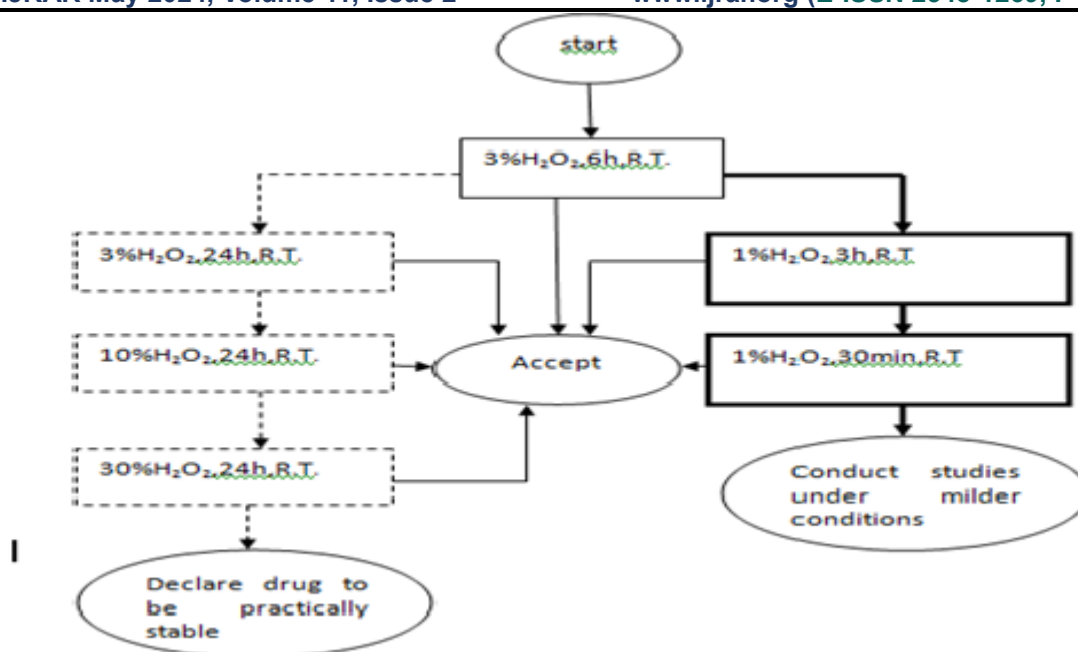 start
3%H₂O₂,6h,R.T.
3%H₂O₂,24h,R.T.
1%H₂O₂,3h,R.T
10%H₂O₂,24h,R.T.
Accept
1%H₂O₂,30min,R.T
30%H₂O₂,24h,R.T.
Conduct studies
under milder
conditions
Declare drug to
be practically
stable